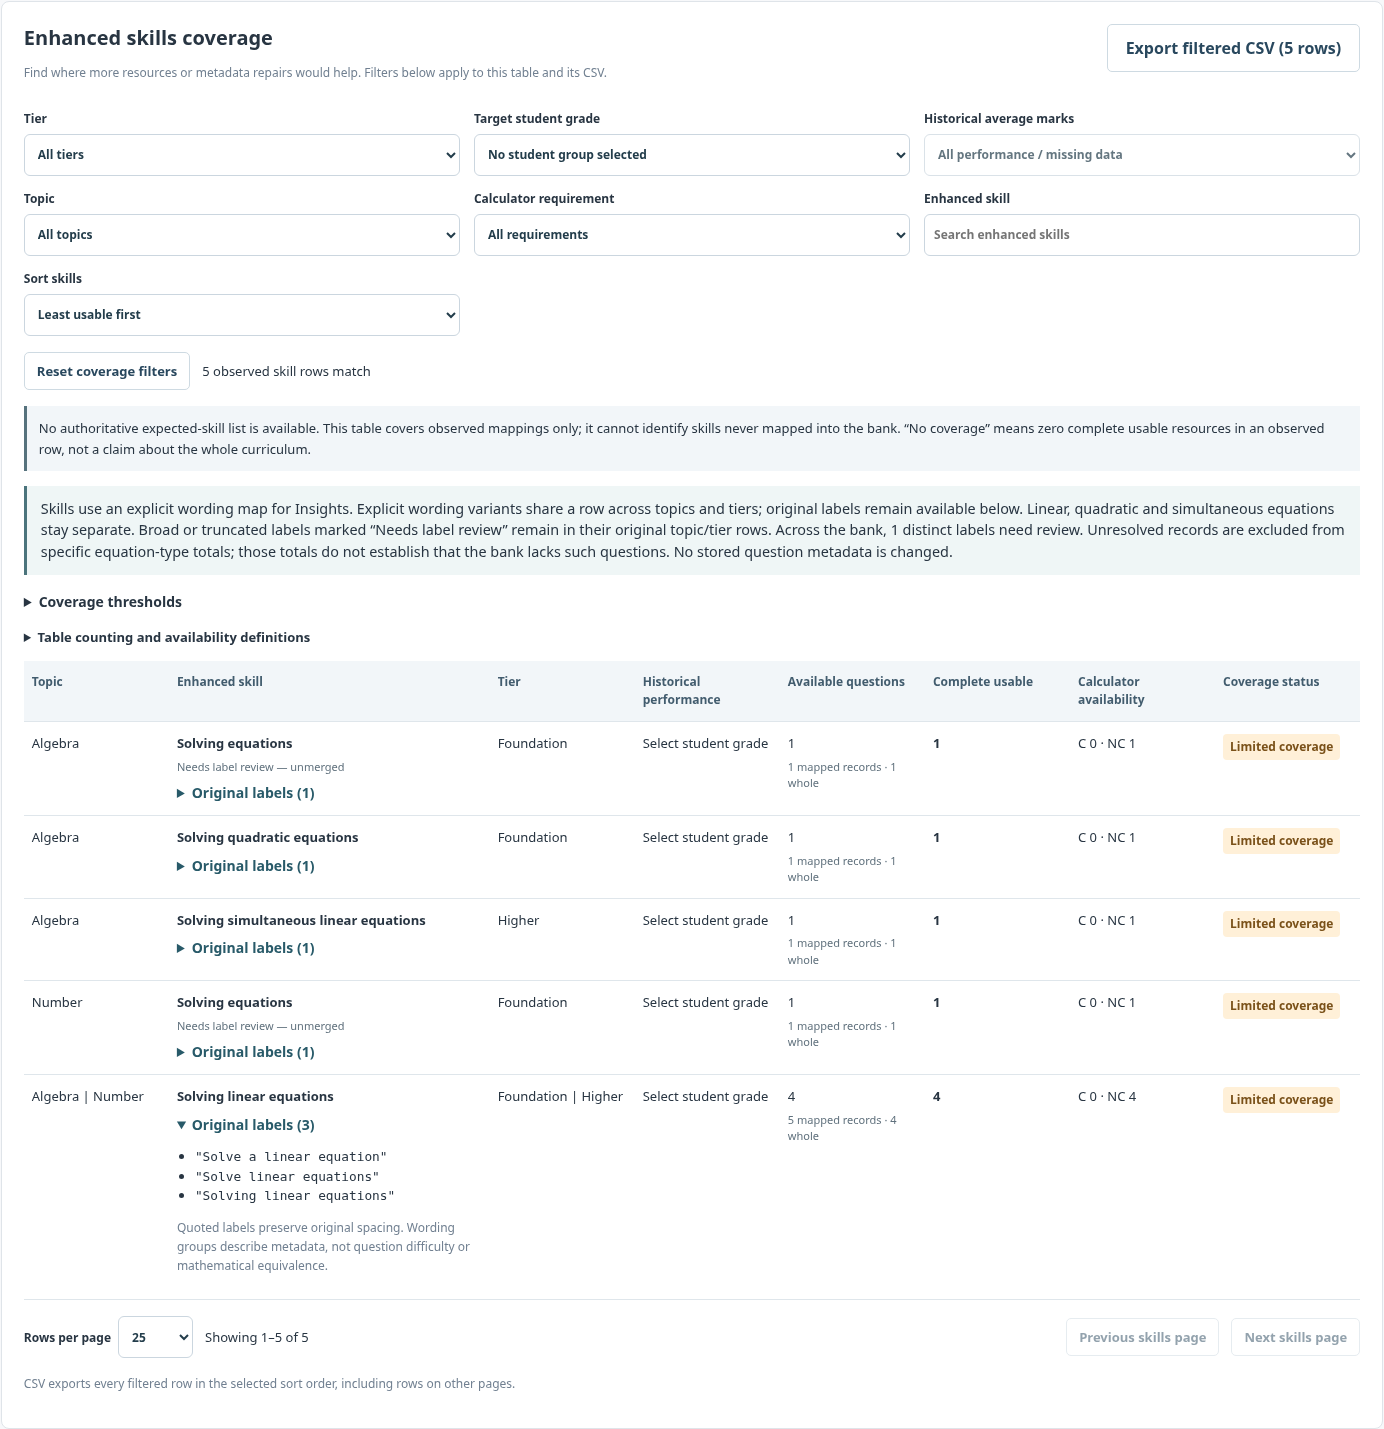 Enhanced skills coverage
Export filtered CSV (5 rows)
Find where more resources or metadata repairs would help. Filters below apply to this table and its CSV.
Tier
Target student grade
Historical average marks
All tiers
No student group selected
All performance / missing data
Topic
Calculator requirement
Enhanced skill
All topics
All requirements
Search enhanced skills
Sort skills
Least usable first
Reset coverage filters
5 observed skill rows match
No authoritative expected-skill list is available. This table covers observed mappings only; it cannot identify skills never mapped into the bank. “No coverage” means zero complete usable resources in an observed
row, not a claim about the whole curriculum.
Skills use an explicit wording map for Insights. Explicit wording variants share a row across topics and tiers; original labels remain available below. Linear, quadratic and simultaneous equations
stay separate. Broad or truncated labels marked “Needs label review” remain in their original topic/tier rows. Across the bank, 1 distinct labels need review. Unresolved records are excluded from
specific equation-type totals; those totals do not establish that the bank lacks such questions. No stored question metadata is changed.
Coverage thresholds
Table counting and availability definitions
Topic
Enhanced skill
Tier
Historical
performance
Available questions
Complete usable
Calculator
availability
Coverage status
Algebra
Solving equations
Needs label review — unmerged
Original labels (1)
Foundation
Select student grade
1
1 mapped records · 1
whole
1
C 0 · NC 1
Limited coverage
Algebra
Solving quadratic equations
Original labels (1)
Foundation
Select student grade
1
1 mapped records · 1
whole
1
C 0 · NC 1
Limited coverage
Algebra
Solving simultaneous linear equations
Original labels (1)
Higher
Select student grade
1
1 mapped records · 1
whole
1
C 0 · NC 1
Limited coverage
Number
Solving equations
Needs label review — unmerged
Original labels (1)
Foundation
Select student grade
1
1 mapped records · 1
whole
1
C 0 · NC 1
Limited coverage
Algebra | Number
Solving linear equations
Original labels (3)
"Solve a linear equation"
"Solve linear equations"
"Solving linear equations"
Quoted labels preserve original spacing. Wording
groups describe metadata, not question difficulty or
mathematical equivalence.
Foundation | Higher
Select student grade
4
5 mapped records · 4
whole
4
C 0 · NC 4
Limited coverage
Rows per page
25
Showing 1–5 of 5
Previous skills page
Next skills page
CSV exports every filtered row in the selected sort order, including rows on other pages.